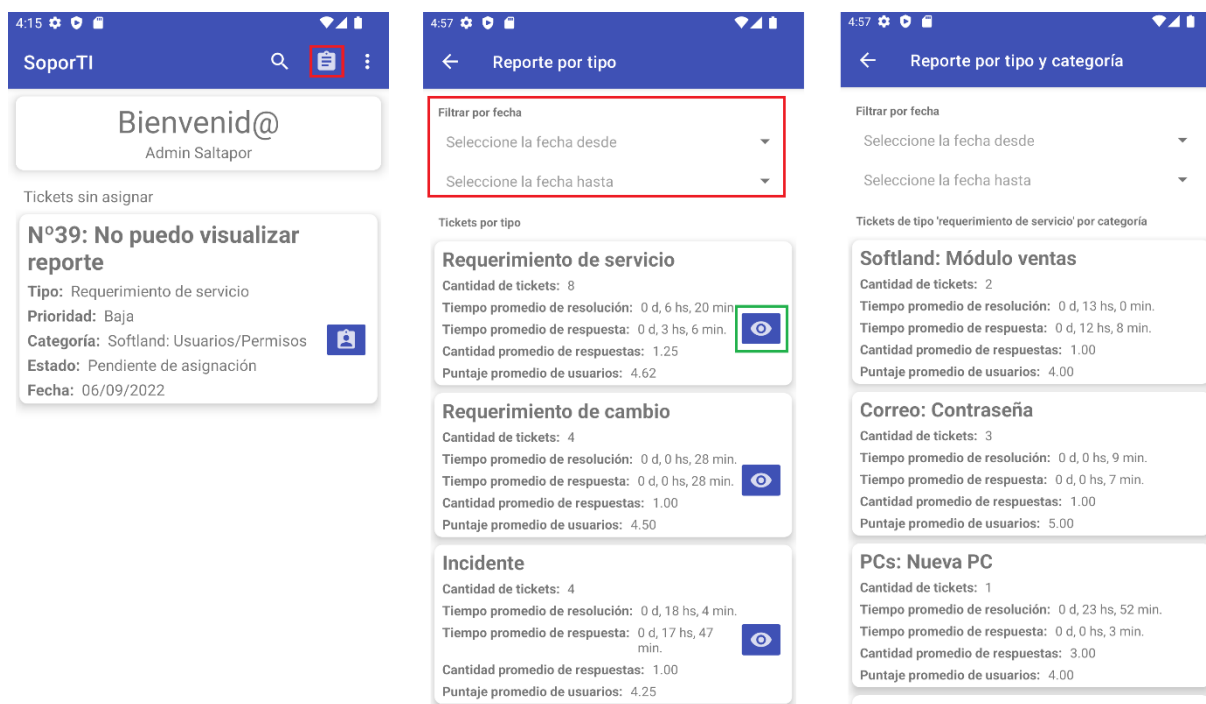 4:15
SoporTI
Bienvenid@
Admin Saltapor
Tickets sin asignar
Nº39: No puedo visualizar
reporte
Tipo: Requerimiento de servicio
Prioridad: Baja
Categoría: Softland: Usuarios/Permisos
Estado: Pendiente de asignación
Fecha: 06/09/2022
4:57
Reporte por tipo
Filtrar por fecha
Seleccione la fecha desde
Seleccione la fecha hasta
Tickets por tipo
Requerimiento de servicio
Cantidad de tickets: 8
Tiempo promedio de resolución: 0 d, 6 hs, 20 min.
Tiempo promedio de respuesta: 0 d, 3 hs, 6 min.
Cantidad promedio de respuestas: 1.25
Puntaje promedio de usuarios: 4.62
Requerimiento de cambio
Cantidad de tickets: 4
Tiempo promedio de resolución: 0 d, 0 hs, 28 min.
Tiempo promedio de respuesta: 0 d, 0 hs, 28 min.
Cantidad promedio de respuestas: 1.00
Puntaje promedio de usuarios: 4.50
Incidente
Cantidad de tickets: 4
Tiempo promedio de resolución: 0 d, 18 hs, 4 min.
Tiempo promedio de respuesta: 0 d, 17 hs, 47
min.
Cantidad promedio de respuestas: 1.00
Puntaje promedio de usuarios: 4.25
4:57
Reporte por tipo y categoría
Filtrar por fecha
Seleccione la fecha desde
Seleccione la fecha hasta
Tickets de tipo 'requerimiento de servicio' por categoría
Softland: Módulo ventas
Cantidad de tickets: 2
Tiempo promedio de resolución: 0 d, 13 hs, 0 min.
Tiempo promedio de respuesta: 0 d, 12 hs, 8 min.
Cantidad promedio de respuestas: 1.00
Puntaje promedio de usuarios: 4.00
Correo: Contraseña
Cantidad de tickets: 3
Tiempo promedio de resolución: 0 d, 0 hs, 9 min.
Tiempo promedio de respuesta: 0 d, 0 hs, 7 min.
Cantidad promedio de respuestas: 1.00
Puntaje promedio de usuarios: 5.00
PCs: Nueva PC
Cantidad de tickets: 1
Tiempo promedio de resolución: 0 d, 23 hs, 52 min.
Tiempo promedio de respuesta: 0 d, 0 hs, 3 min.
Cantidad promedio de respuestas: 3.00
Puntaje promedio de usuarios: 4.00